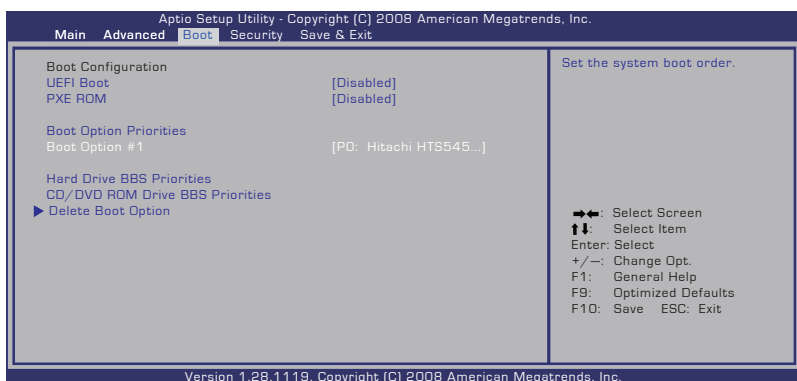 Aptio Setup Utility - Copyright (C) 2008 American Megatrends, Inc.
Main Advanced Boot Security Save & Exit
Boot Configuration
UEFI Boot [Disabled]
PXE ROM [Disabled]
Boot Option Priorities
Boot Option #1 [P0: Hitachi HTS545...]
Hard Drive BBS Priorities
CD/DVD ROM Drive BBS Priorities
▶ Delete Boot Option
Set the system boot order.
→←: Select Screen
↑↓: Select Item
Enter: Select
+/—: Change Opt.
F1: General Help
F9: Optimized Defaults
F10: Save ESC: Exit
Version 1.28.1119. Copyright (C) 2008 American Megatrends, Inc.